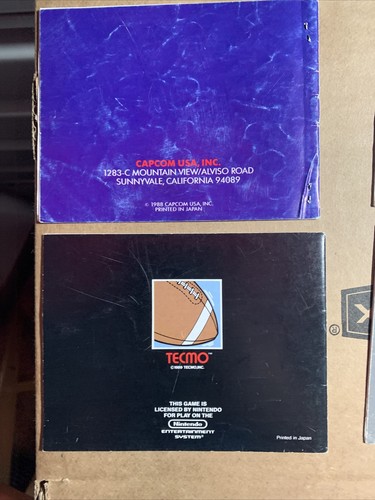 CAPCOM USA, INC.
1283-C MOUNTAIN VIEW/ALVISO ROAD
SUNNYVALE, CALIFORNIA 94089
© 1988 CAPCOM USA, INC.
PRINTED IN JAPAN
TECMO™
©1989 TECMO,INC.
THIS GAME IS
LICENSED BY NINTENDO
FOR PLAY ON THE
Nintendo
ENTERTAINMENT
SYSTEM®
Printed in Japan
X
®